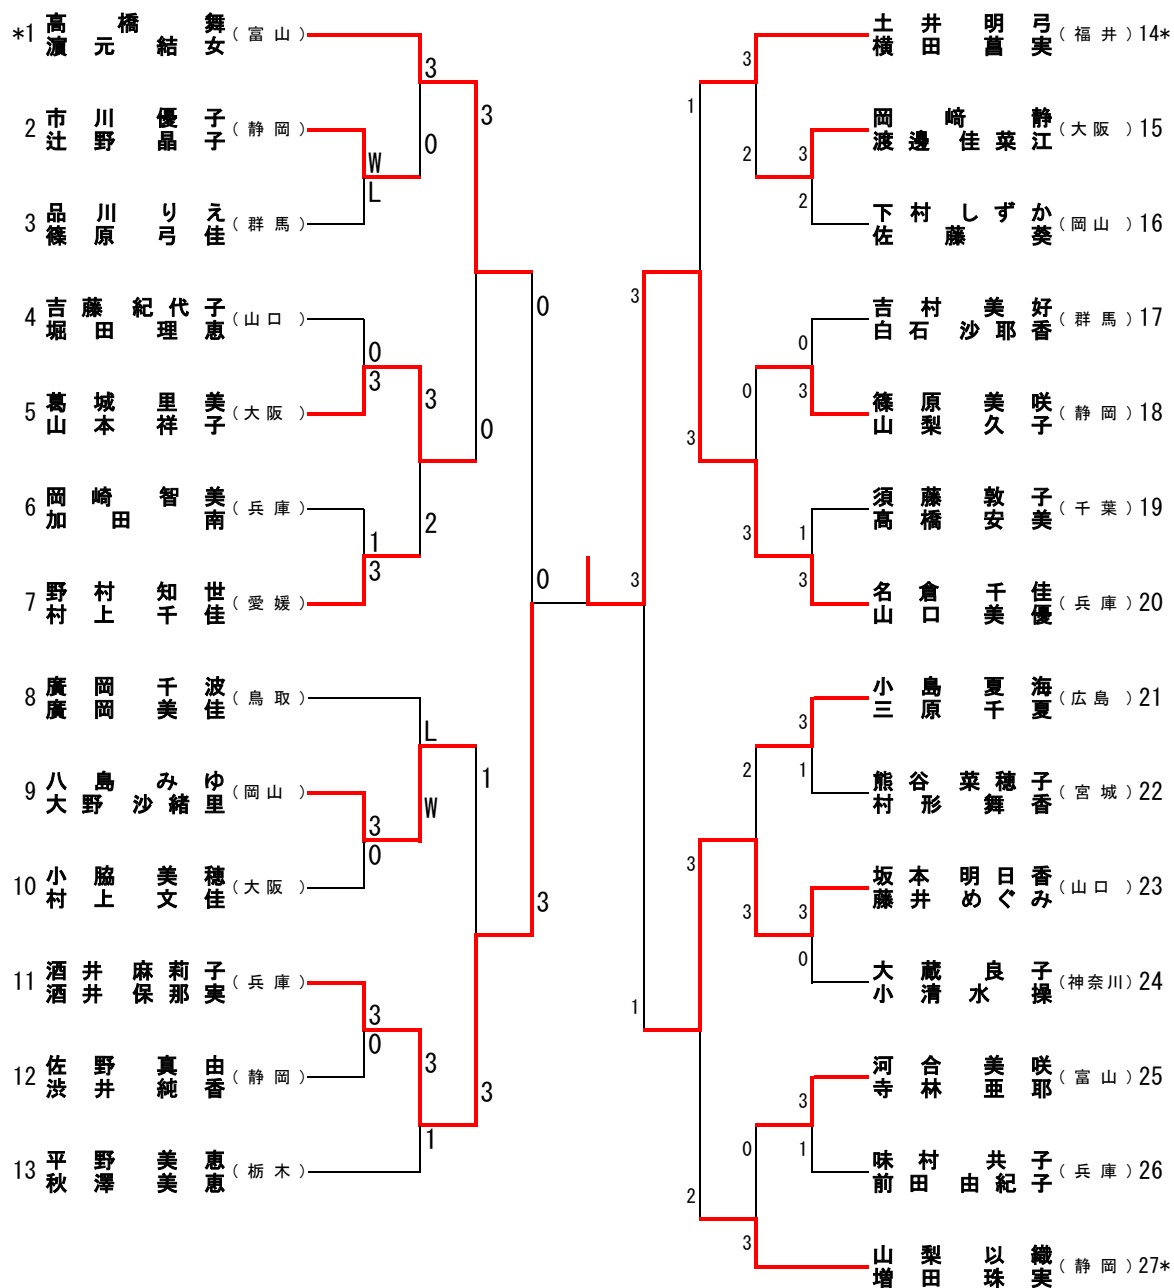 *1 高橋舞 (富山)
濵元結女
2 市川優子 (静岡)
辻野晶子
3 品川りえ (群馬)
篠原弓佳
4 吉藤紀代子 (山口)
堀田理恵
5 葛城里美 (大阪)
山本祥子
6 岡崎智美 (兵庫)
加田南
7 野村知世 (愛媛)
村上千佳
8 廣岡千波 (鳥取)
廣岡美佳
9 八島みゆ (岡山)
大野沙緒里
10 小脇美穂 (大阪)
村上文佳
11 酒井麻莉子 (兵庫)
酒井保那実
12 佐野真由 (静岡)
渋井純香
13 平野美恵 (栃木)
秋澤美恵
3
0
W
L
3
0
3
3
2
1
3
0
0
L
W
3
0
1
3
0
3
1
3
3
0
土井明弓 (福井) 14*
横田菖実
岡﨑静 (大阪) 15
渡邊佳菜江
下村しずか (岡山) 16
佐藤葵
吉村美好 (群馬) 17
白石沙耶香
篠原美咲 (静岡) 18
山梨久子
須藤敦子 (千葉) 19
髙橋安美
名倉千佳 (兵庫) 20
山口美優
小島夏海 (広島) 21
三原千夏
熊谷菜穂子 (宮城) 22
村形舞香
坂本明日香 (山口) 23
藤井めぐみ
大蔵良子 (神奈川) 24
小清水操
河合美咲 (富山) 25
寺林亜耶
味村共子 (兵庫) 26
前田由紀子
山梨以織 (静岡) 27*
増田珠実
3
2
3
2
1
0
3
0
3
1
3
3
3
3
1
2
3
3
0
3
3
1
0
3
2
1
3